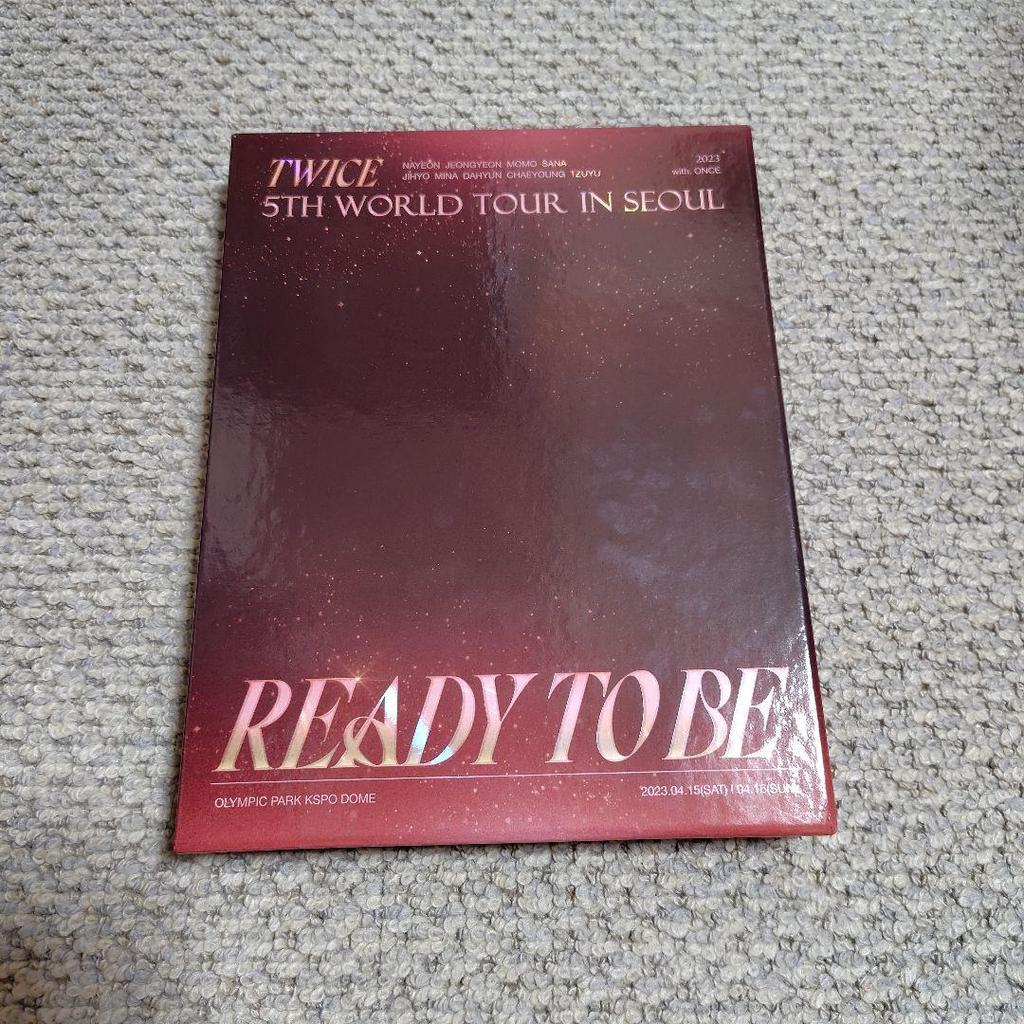 TWICE
NAYEON JEONGYEON MOMO SANA
JIHYO MINA DAHYUN CHAEYOUNG TZUYU
2023
with. ONCE
5TH WORLD TOUR IN SEOUL
READY TO BE
OLYMPIC PARK KSPO DOME
2023.04.15(SAT) I 04.16(SUN)